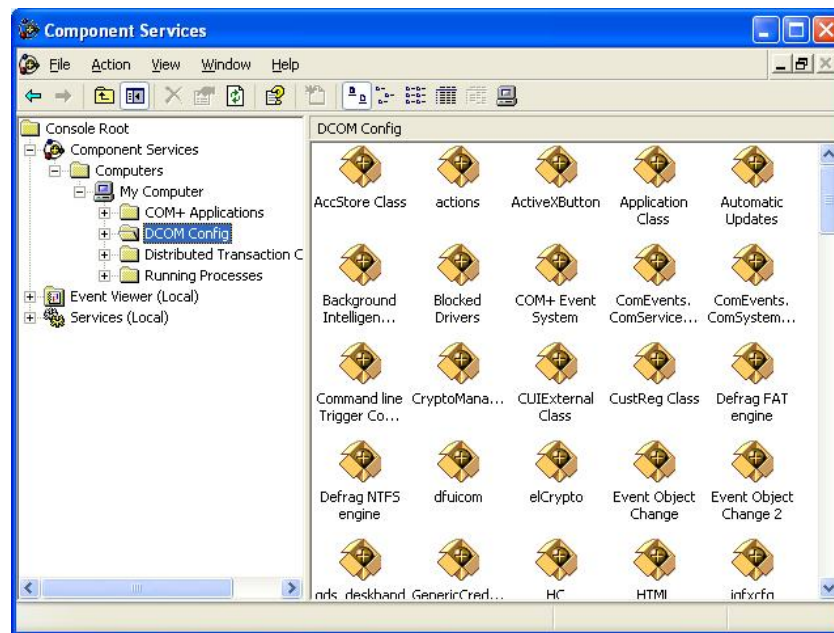 Component Services
File Action View Window Help
Console Root
Component Services
Computers
My Computer
COM+ Applications
DCOM Config
Distributed Transaction C
Running Processes
Event Viewer (Local)
Services (Local)
DCOM Config
AccStore Class
actions
ActiveXButton
Application
Class
Automatic
Updates
Background
Intelligen...
Blocked
Drivers
COM+ Event
System
ComEvents.
ComService...
ComEvents.
ComSystem...
Command line
Trigger Co...
CryptoMana...
CUIExternal
Class
CustReg Class
Defrag FAT
engine
Defrag NTFS
engine
dfuicom
elCrypto
Event Object
Change
Event Object
Change 2
gds_deskband
GenericCred...
HC
HTML
igfxcfg